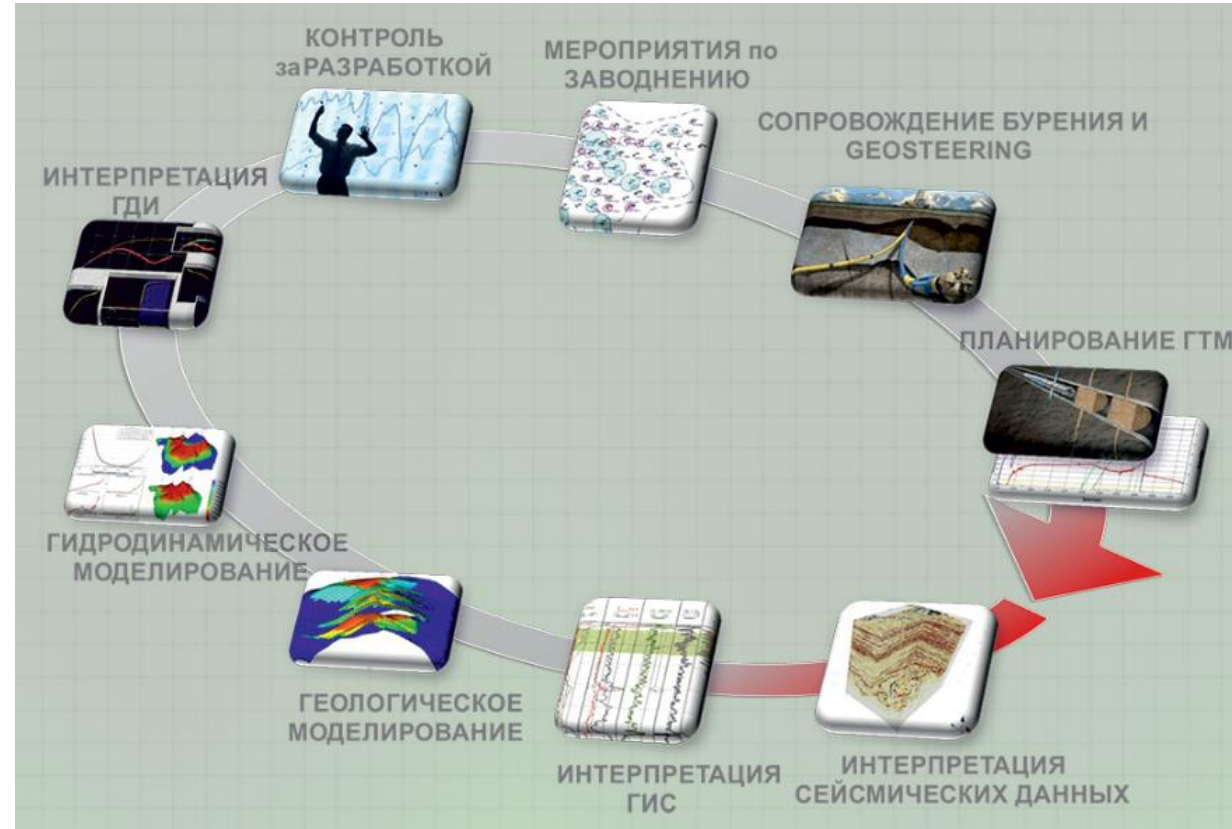 КОНТРОЛЬ
заРАЗРАБОТКОЙ
МЕРОПРИЯТИЯ по
ЗАВОДНЕНИЮ
СОПРОВОЖДЕНИЕ БУРЕНИЯ И
GEOSTEERING
ИНТЕРПРЕТАЦИЯ
ГДИ
ПЛАНИРОВАНИЕ ГТМ
ГИДРОДИНАМИЧЕСКОЕ
МОДЕЛИРОВАНИЕ
ГЕОЛОГИЧЕСКОЕ
МОДЕЛИРОВАНИЕ
ИНТЕРПРЕТАЦИЯ
ГИС
ИНТЕРПРЕТАЦИЯ
СЕЙСМИЧЕСКИХ ДАННЫХ